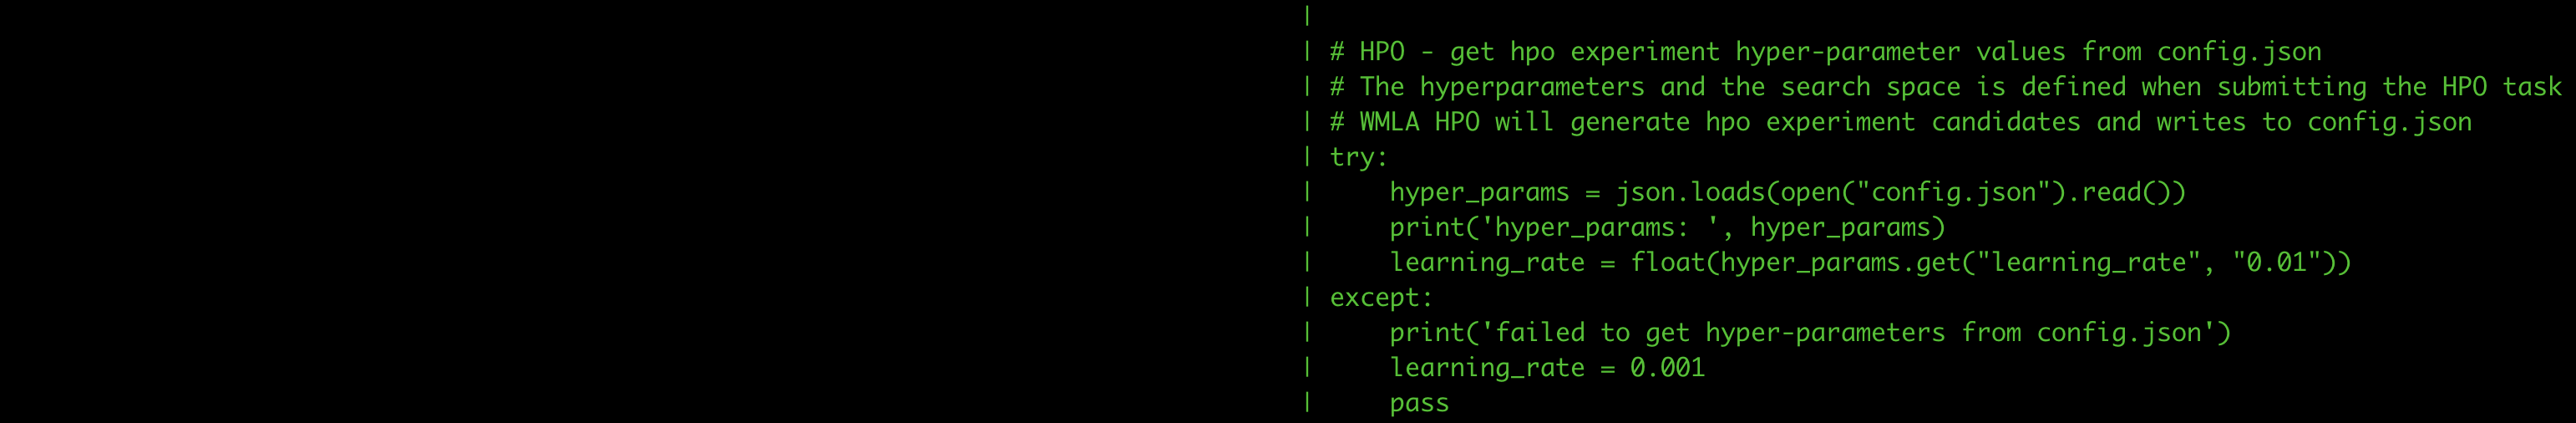 |
| # HPO - get hpo experiment hyper-parameter values from config.json
| # The hyperparameters and the search space is defined when submitting the HPO task
| # WMLA HPO will generate hpo experiment candidates and writes to config.json
| try:
|     hyper_params = json.loads(open("config.json").read())
|     print('hyper_params: ', hyper_params)
|     learning_rate = float(hyper_params.get("learning_rate", "0.01"))
| except:
|     print('failed to get hyper-parameters from config.json')
|     learning_rate = 0.001
|     pass